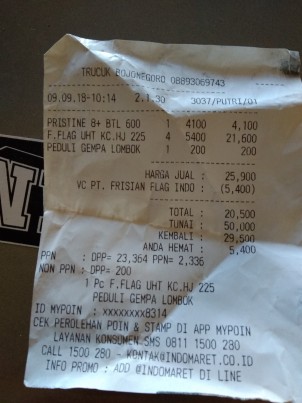 TRUCUK BOJONEGORO 08893069743
09.09.18-10:14 2.1.30 3037/PUTRI/01
PRISTINE 8+ BTL 600 1 4100 4,100
F.FLAG UHT KC.HJ 225 4 5400 21,600
PEDULI GEMPA LOMBOK 1 200 200
HARGA JUAL : 25,900
VC PT. FRISIAN FLAG INDO : (5,400)
TOTAL : 20,500
TUNAI : 50,000
KEMBALI : 29,500
ANDA HEMAT : 5,400
PPN : DPP= 23,364 PPN= 2,336
NON PPN : DPP= 200
1 Pc F.FLAG UHT KC.HJ 225
PEDULI GEMPA LOMBOK
ID MYPOIN : xxxxxxxx8314
CEK PEROLEHAN POIN & STAMP DI APP MYPOIN
LAYANAN KONSUMEN SMS 0811 1500 280
CALL 1500 280 - KONTAK@INDOMARET.CO.ID
INFO PROMO : ADD @INDOMARET DI LINE